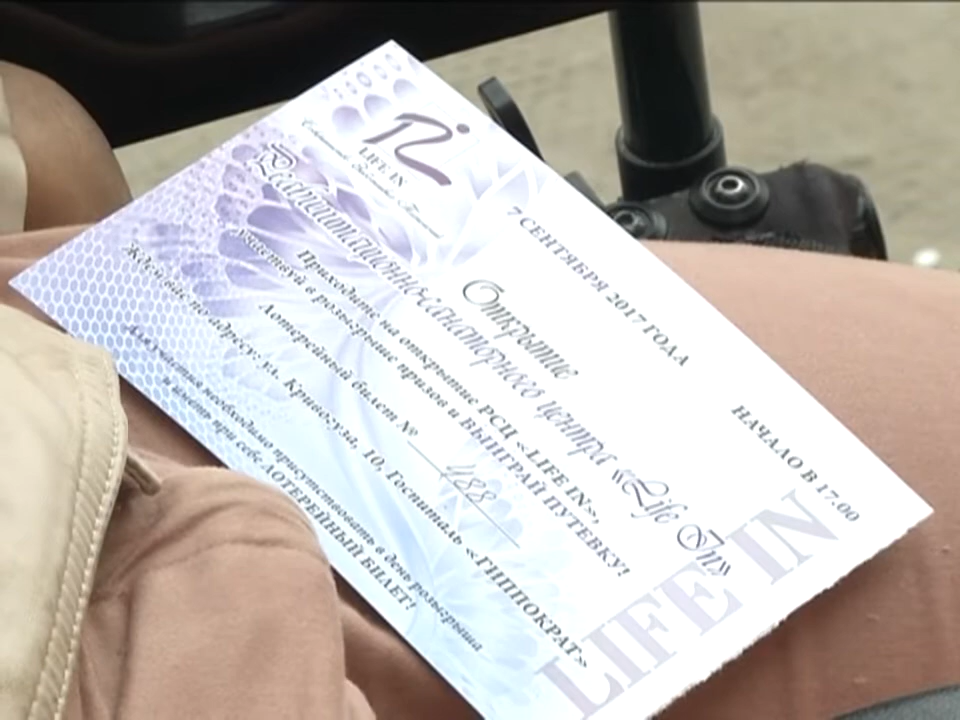 LIFE IN
7 СЕНТЯБРЯ 2017 ГОДА
НАЧАЛО В 17.00
Открытие
Реабилитационно-санаторного центра «Life In»
Приходите на открытие РСЦ «LIFE IN»,
участвуй в розыгрыше призов и ВЫИГРАЙ ПУТЕВКУ!
Лотерейный билет № 488
Ждем вас по адресу: ул. Кривогуза, 10, Госпиталь «ГИППОКРАТ»
Для участия необходимо присутствовать в день розыгрыша
и иметь при себе ЛОТЕРЕЙНЫЙ БИЛЕТ!
LIFE IN